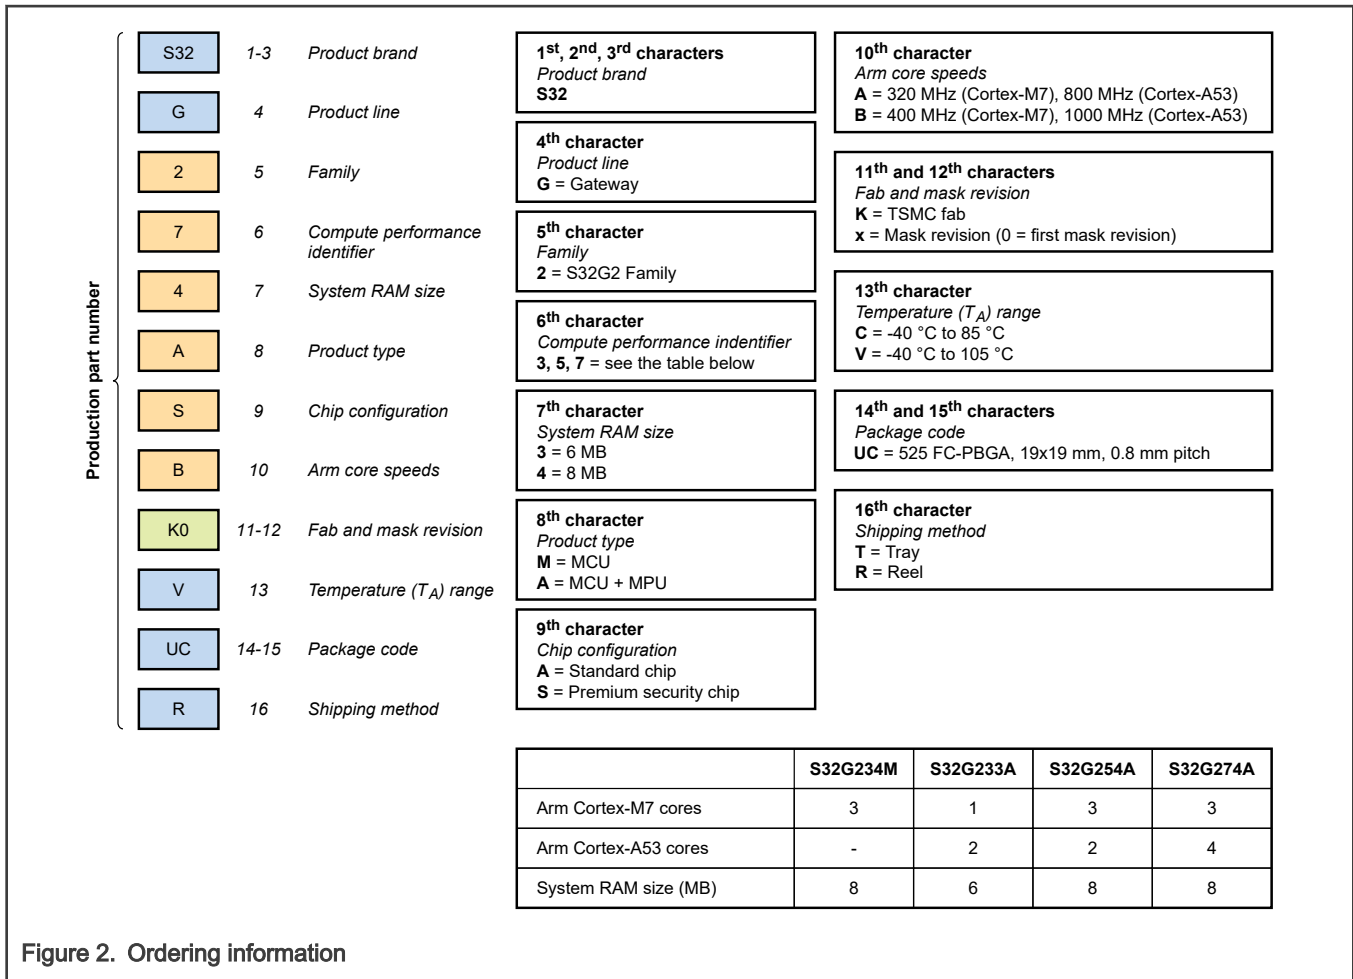 Production part number
S32 1-3 Product brand
G 4 Product line
2 5 Family
7 6 Compute performance
identifier
4 7 System RAM size
A 8 Product type
S 9 Chip configuration
B 10 Arm core speeds
K0 11-12 Fab and mask revision
V 13 Temperature (TA) range
UC 14-15 Package code
R 16 Shipping method
1st, 2nd, 3rd characters
Product brand
S32
4th character
Product line
G = Gateway
5th character
Family
2 = S32G2 Family
6th character
Compute performance indentifier
3, 5, 7 = see the table below
7th character
System RAM size
3 = 6 MB
4 = 8 MB
8th character
Product type
M = MCU
A = MCU + MPU
9th character
Chip configuration
A = Standard chip
S = Premium security chip
10th character
Arm core speeds
A = 320 MHz (Cortex-M7), 800 MHz (Cortex-A53)
B = 400 MHz (Cortex-M7), 1000 MHz (Cortex-A53)
11th and 12th characters
Fab and mask revision
K = TSMC fab
x = Mask revision (0 = first mask revision)
13th character
Temperature (TA) range
C = -40 °C to 85 °C
V = -40 °C to 105 °C
14th and 15th characters
Package code
UC = 525 FC-PBGA, 19x19 mm, 0.8 mm pitch
16th character
Shipping method
T = Tray
R = Reel
S32G234M S32G233A S32G254A S32G274A
Arm Cortex-M7 cores 3 1 3 3
Arm Cortex-A53 cores - 2 2 4
System RAM size (MB) 8 6 8 8
Figure 2. Ordering information